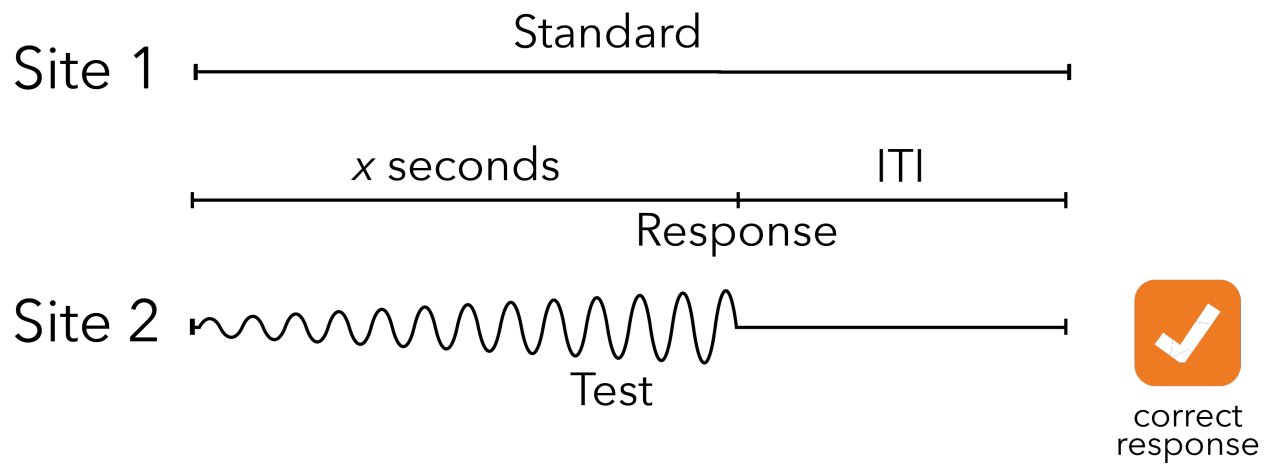 Standard
Site 1
x seconds
ITI
Response
Site 2
Test
correct
response